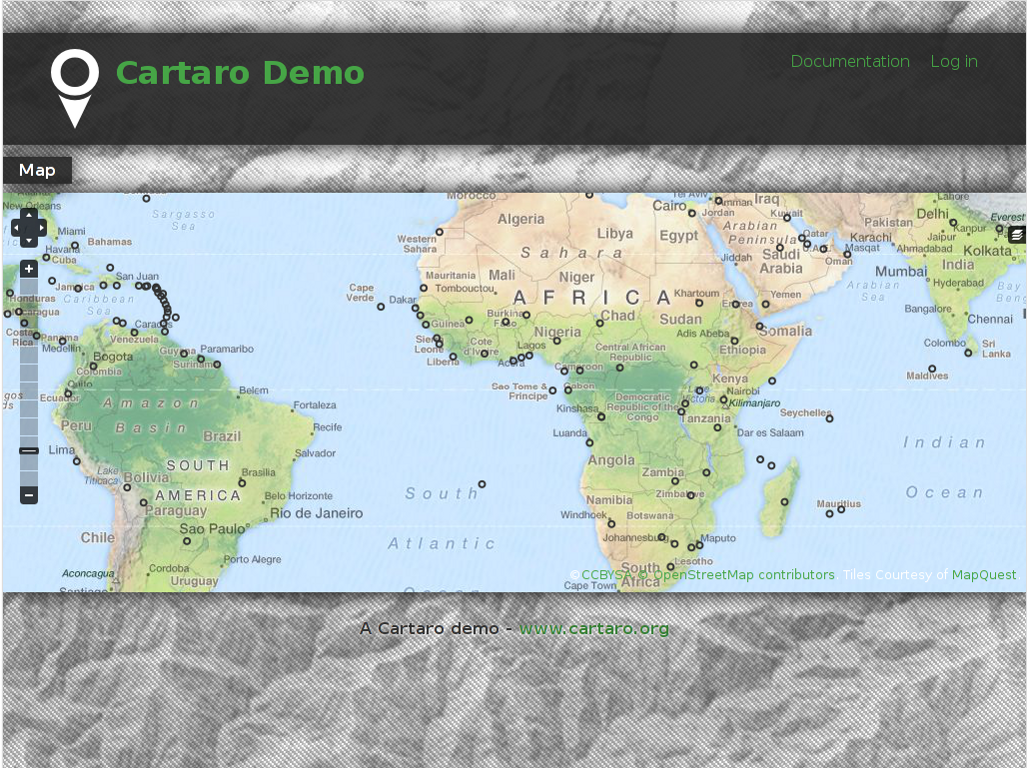 Cartaro Demo
Documentation Log in
Map
Morocco Tel Aviv Amman Iraq Lahore
New Orleans Sargasso Sea Cairo Jordan Kuwait Delhi Everest
Miami Bahamas Algeria Libya Egypt Arabian Peninsula Qatar U.A.E. Pakistan Kanpur
Havana Cuba Western Sahara Sahara Jiddah Saudi Arabia Oman Masqat Karachi Jaipur Ahmadabad Kolkata
San Juan Mauritania Mali Niger Mumbai India
Jamaica Caribbean Sea Cape Verde Dakar Tombouctou AFRICA Khartoum Yemen Arabian Sea Hyderabad
Honduras Guinea Burkina Faso Chad Sudan Eritrea Bangalore Chennai
Costa Rica Panama Caracas Venezuela Sierra Leone Cote d'Ivoire Nigeria Adis Abeba Somalia
Medellin Guyana Suriname Paramaribo Liberia Accra Lagos Central African Republic Ethiopia Colombo Sri Lanka
Bogota Colombia Cameroon Kenya Maldives
Quito Ecuador Belem Sao Tome & Principe Gabon Democratic Republic of the Congo Victoria Nairobi
Amazon Basin Fortaleza Kinshasa Kilimanjaro Seychelles
Peru Brazil Recife Luanda Tanzania Dar es Salaam Indian Ocean
Lima Salvador Angola
Lake Titicaca Bolivia SOUTH AMERICA Brasilia South Atlantic Ocean Zambia
Paraguay Belo Horizonte Namibia Zimbabwe Mauritius
Rio de Janeiro Windhoek Botswana
Chile Sao Paulo Johannesburg Maputo
Porto Alegre Lesotho
Aconcagua Cordoba Uruguay Cape Town South Africa
Santiago
© CCBYSA © OpenStreetMap contributors, Tiles Courtesy of MapQuest
A Cartaro demo - www.cartaro.org